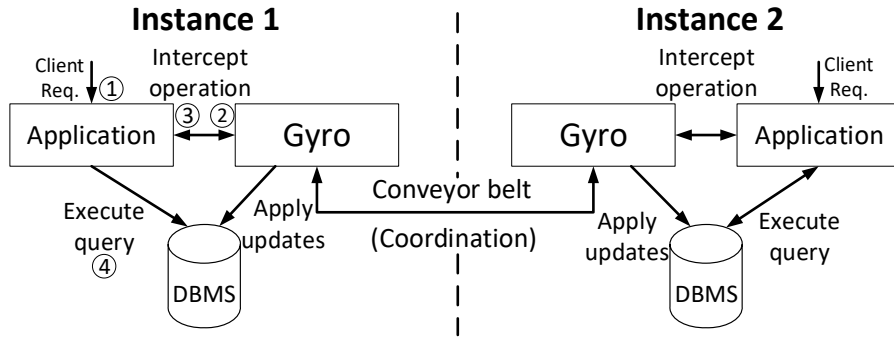 Instance 1
Instance 2
Client
Req.
①
Intercept
operation
③ ②
Application
Gyro
Intercept
operation
Client
Req.
Gyro
Application
Conveyor belt
(Coordination)
Execute
query
④
Apply
updates
DBMS
Apply
updates
Execute
query
DBMS